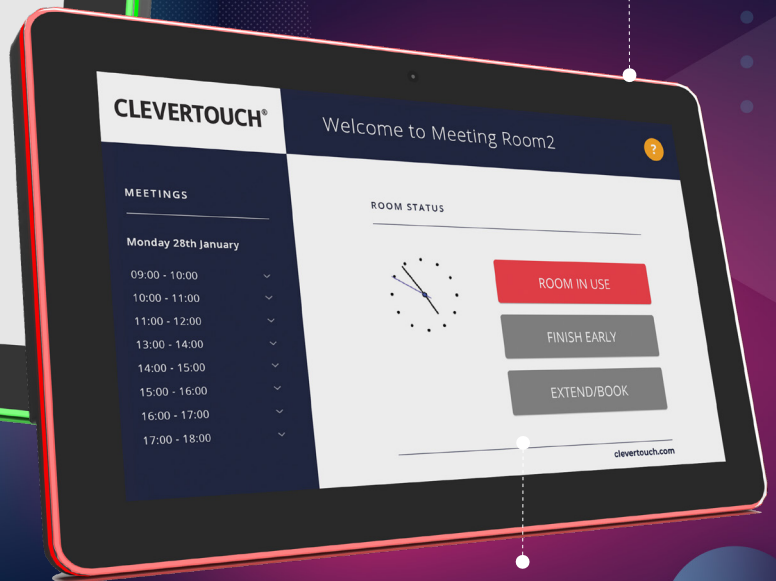 CLEVERTOUCH®
Welcome to Meeting Room2
?
MEETINGS
Monday 28th January
09:00 - 10:00
10:00 - 11:00
11:00 - 12:00
13:00 - 14:00
14:00 - 15:00
15:00 - 16:00
16:00 - 17:00
17:00 - 18:00
ROOM STATUS
ROOM IN USE
FINISH EARLY
EXTEND/BOOK
clevertouch.com